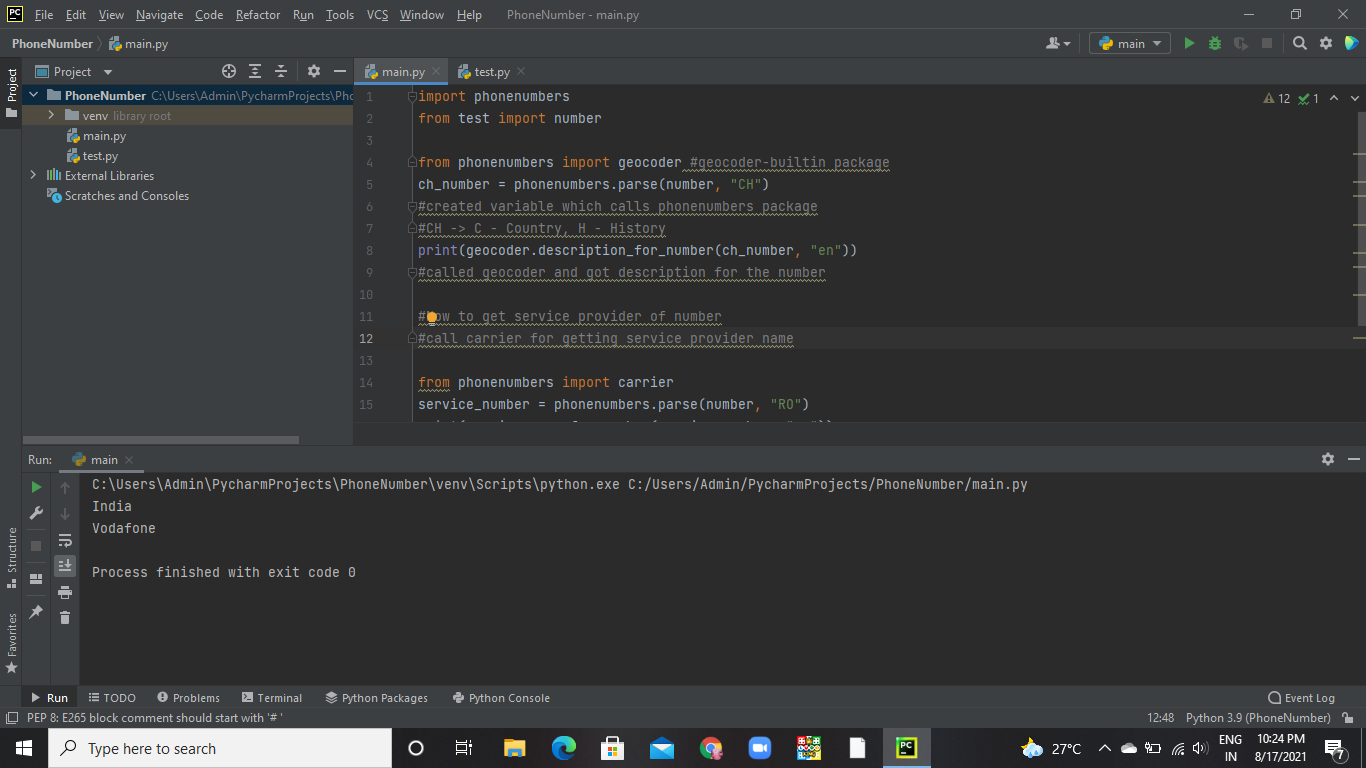 File Edit View Navigate Code Refactor Run Tools VCS Window Help PhoneNumber - main.py
PhoneNumber main.py main
Project main.py test.py
Project
PhoneNumber C:\Users\Admin\PycharmProjects\Pho
venv library root
main.py
test.py
External Libraries
Scratches and Consoles
12 1
1 import phonenumbers
2 from test import number
3
4 from phonenumbers import geocoder #geocoder-builtin package
5 ch_number = phonenumbers.parse(number, "CH")
6 #created variable which calls phonenumbers package
7 #CH -> C - Country, H - History
8 print(geocoder.description_for_number(ch_number, "en"))
9 #called geocoder and got description for the number
10
11 to get service provider of number
12 #call carrier for getting service provider name
13
14 from phonenumbers import carrier
15 service_number = phonenumbers.parse(number, "RO")
Run: main
C:\Users\Admin\PycharmProjects\PhoneNumber\venv\Scripts\python.exe C:/Users/Admin/PycharmProjects/PhoneNumber/main.py
India
Vodafone
Process finished with exit code 0
Structure
Favorites
Run TODO Problems Terminal Python Packages Python Console Event Log
PEP 8: E265 block comment should start with '# ' 12:48 Python 3.9 (PhoneNumber)
Type here to search 27°C ENG 10:24 PM
IN 8/17/2021 7